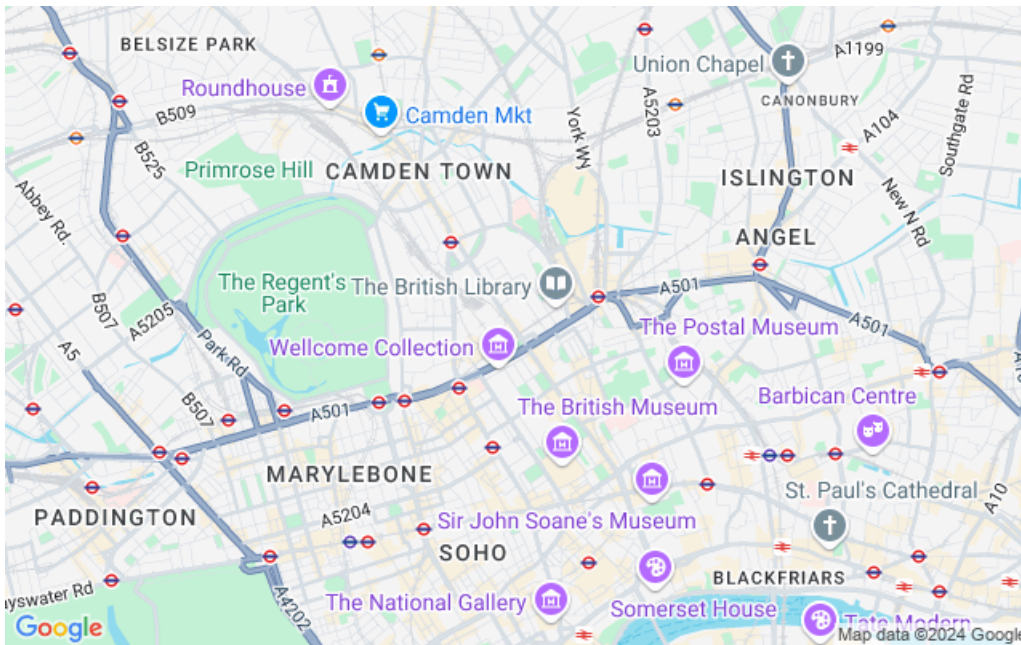 BELSIZE PARK
Union Chapel
A1199
Roundhouse
CANONBURY
Camden Mkt
B509
York Wy
A5203
A104
Southgate Rd
B525
Primrose Hill
CAMDEN TOWN
ISLINGTON
New N Rd
Abbey Rd.
ANGEL
The Regent's
Park
The British Library
A501
B507
A5205
A501
The Postal Museum
Park Rd
Wellcome Collection
A5
B507
A501
The British Museum
Barbican Centre
MARYLEBONE
St. Paul's Cathedral
A10
PADDINGTON
A5204
Sir John Soane's Museum
SOHO
BLACKFRIARS
ayswater Rd
A4202
The National Gallery
Somerset House
Tate Modern
Google
Map data ©2024 Google